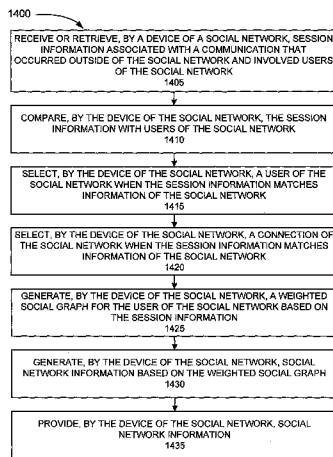 1400
RECEIVE OR RETRIEVE, BY A DEVICE OF A SOCIAL NETWORK, SESSION
INFORMATION ASSOCIATED WITH A COMMUNICATION THAT
OCCURRED OUTSIDE OF THE SOCIAL NETWORK AND INVOLVED USERS
OF THE SOCIAL NETWORK
1405
COMPARE, BY THE DEVICE OF THE SOCIAL NETWORK, THE SESSION
INFORMATION WITH USERS OF THE SOCIAL NETWORK
1410
SELECT, BY THE DEVICE OF THE SOCIAL NETWORK, A USER OF THE
SOCIAL NETWORK WHEN THE SESSION INFORMATION MATCHES
INFORMATION OF THE SOCIAL NETWORK
1415
SELECT, BY THE DEVICE OF THE SOCIAL NETWORK, A CONNECTION OF
THE SOCIAL NETWORK WHEN THE SESSION INFORMATION MATCHES
INFORMATION OF THE SOCIAL NETWORK
1420
GENERATE, BY THE DEVICE OF THE SOCIAL NETWORK, A WEIGHTED
SOCIAL GRAPH FOR THE USER OF THE SOCIAL NETWORK BASED ON
THE SESSION INFORMATION
1425
GENERATE, BY THE DEVICE OF THE SOCIAL NETWORK, SOCIAL
NETWORK INFORMATION BASED ON THE WEIGHTED SOCIAL GRAPH
1430
PROVIDE, BY THE DEVICE OF THE SOCIAL NETWORK, SOCIAL
NETWORK INFORMATION
1435